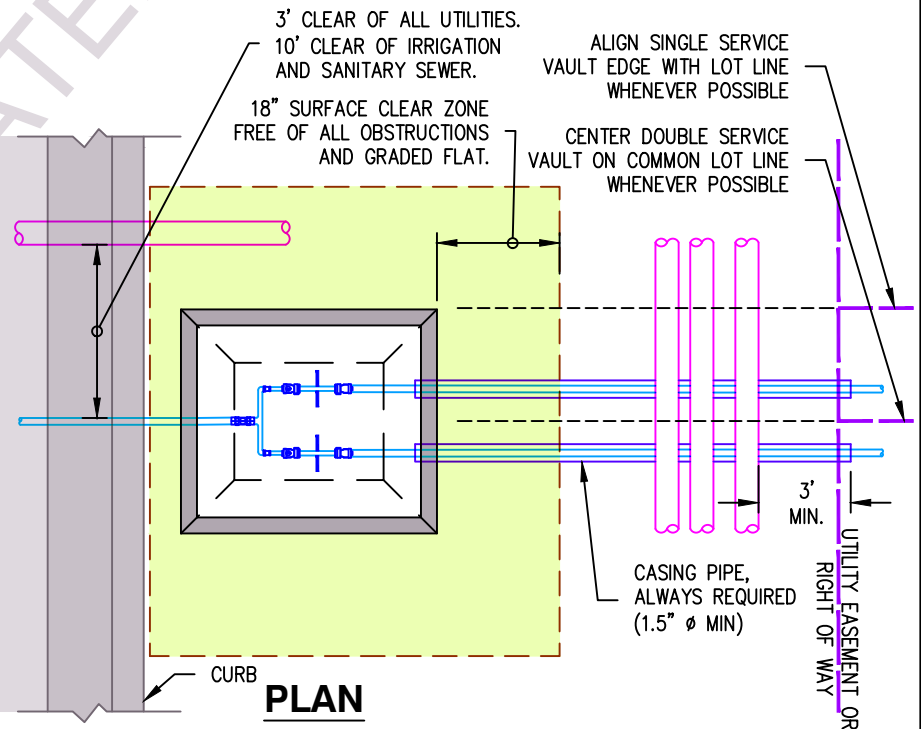 3' CLEAR OF ALL UTILITIES.
10' CLEAR OF IRRIGATION
AND SANITARY SEWER.
18" SURFACE CLEAR ZONE
FREE OF ALL OBSTRUCTIONS
AND GRADED FLAT.
ALIGN SINGLE SERVICE
VAULT EDGE WITH LOT LINE
WHENEVER POSSIBLE
CENTER DOUBLE SERVICE
VAULT ON COMMON LOT LINE
WHENEVER POSSIBLE
3'
MIN.
CASING PIPE,
ALWAYS REQUIRED
(1.5" ø MIN)
UTILITY EASEMENT OR
RIGHT OF WAY
CURB
PLAN